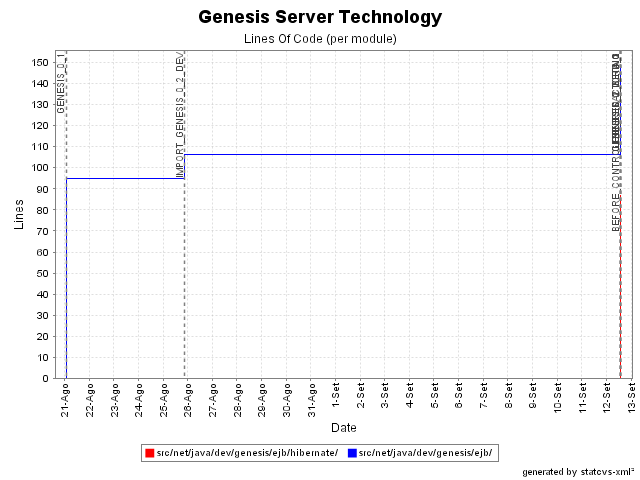 Genesis Server Technology
Lines Of Code (per module)
GENESIS_0_1
IMPORT_GENESIS_0_2_DEV
Lines
150
140
130
120
110
100
90
80
70
60
50
40
30
20
10
0
21-Ago
22-Ago
23-Ago
24-Ago
25-Ago
26-Ago
27-Ago
28-Ago
29-Ago
30-Ago
31-Ago
1-Set
2-Set
3-Set
4-Set
5-Set
6-Set
7-Set
8-Set
9-Set
10-Set
11-Set
12-Set
13-Set
Date
src/net/java/dev/genesis/ejb/hibernate/
src/net/java/dev/genesis/ejb/
generated by statcvs-xml²